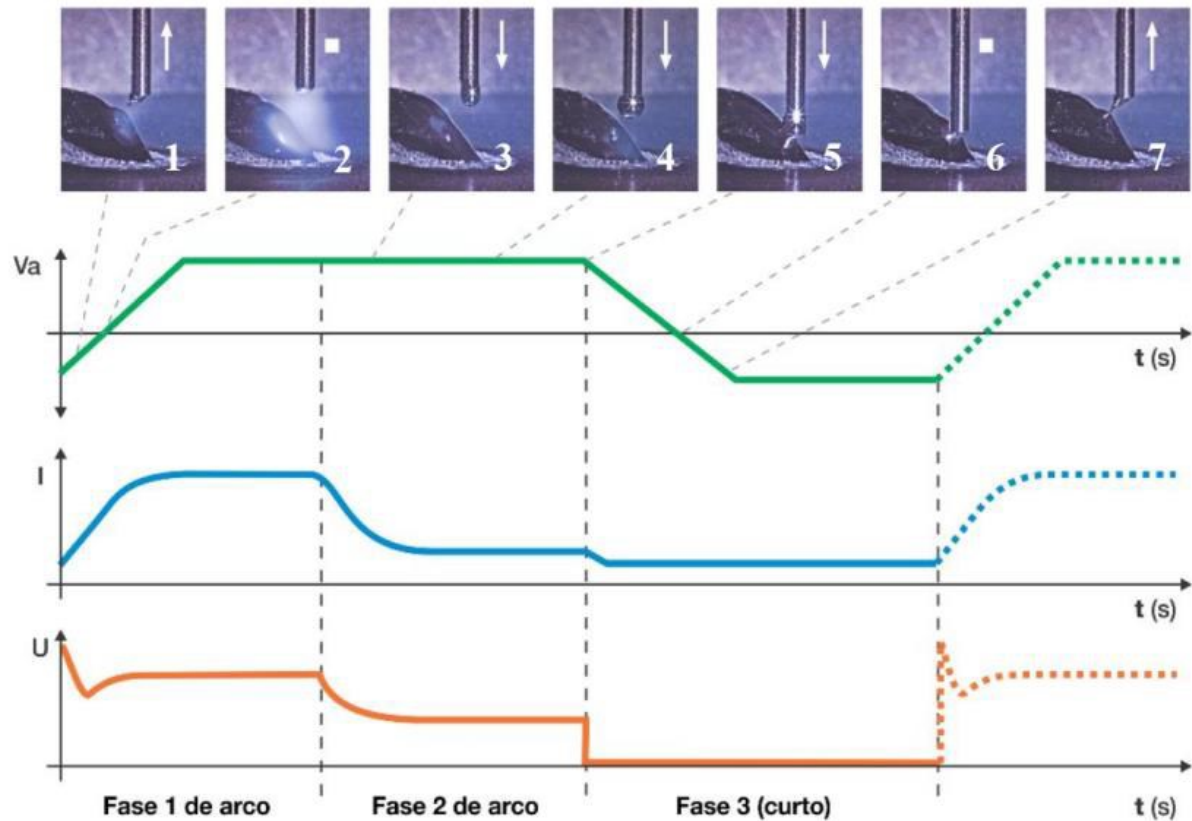 1 2 3 4 5 6 7
Va
t (s)
I
t (s)
U
Fase 1 de arco Fase 2 de arco Fase 3 (curto) t (s)